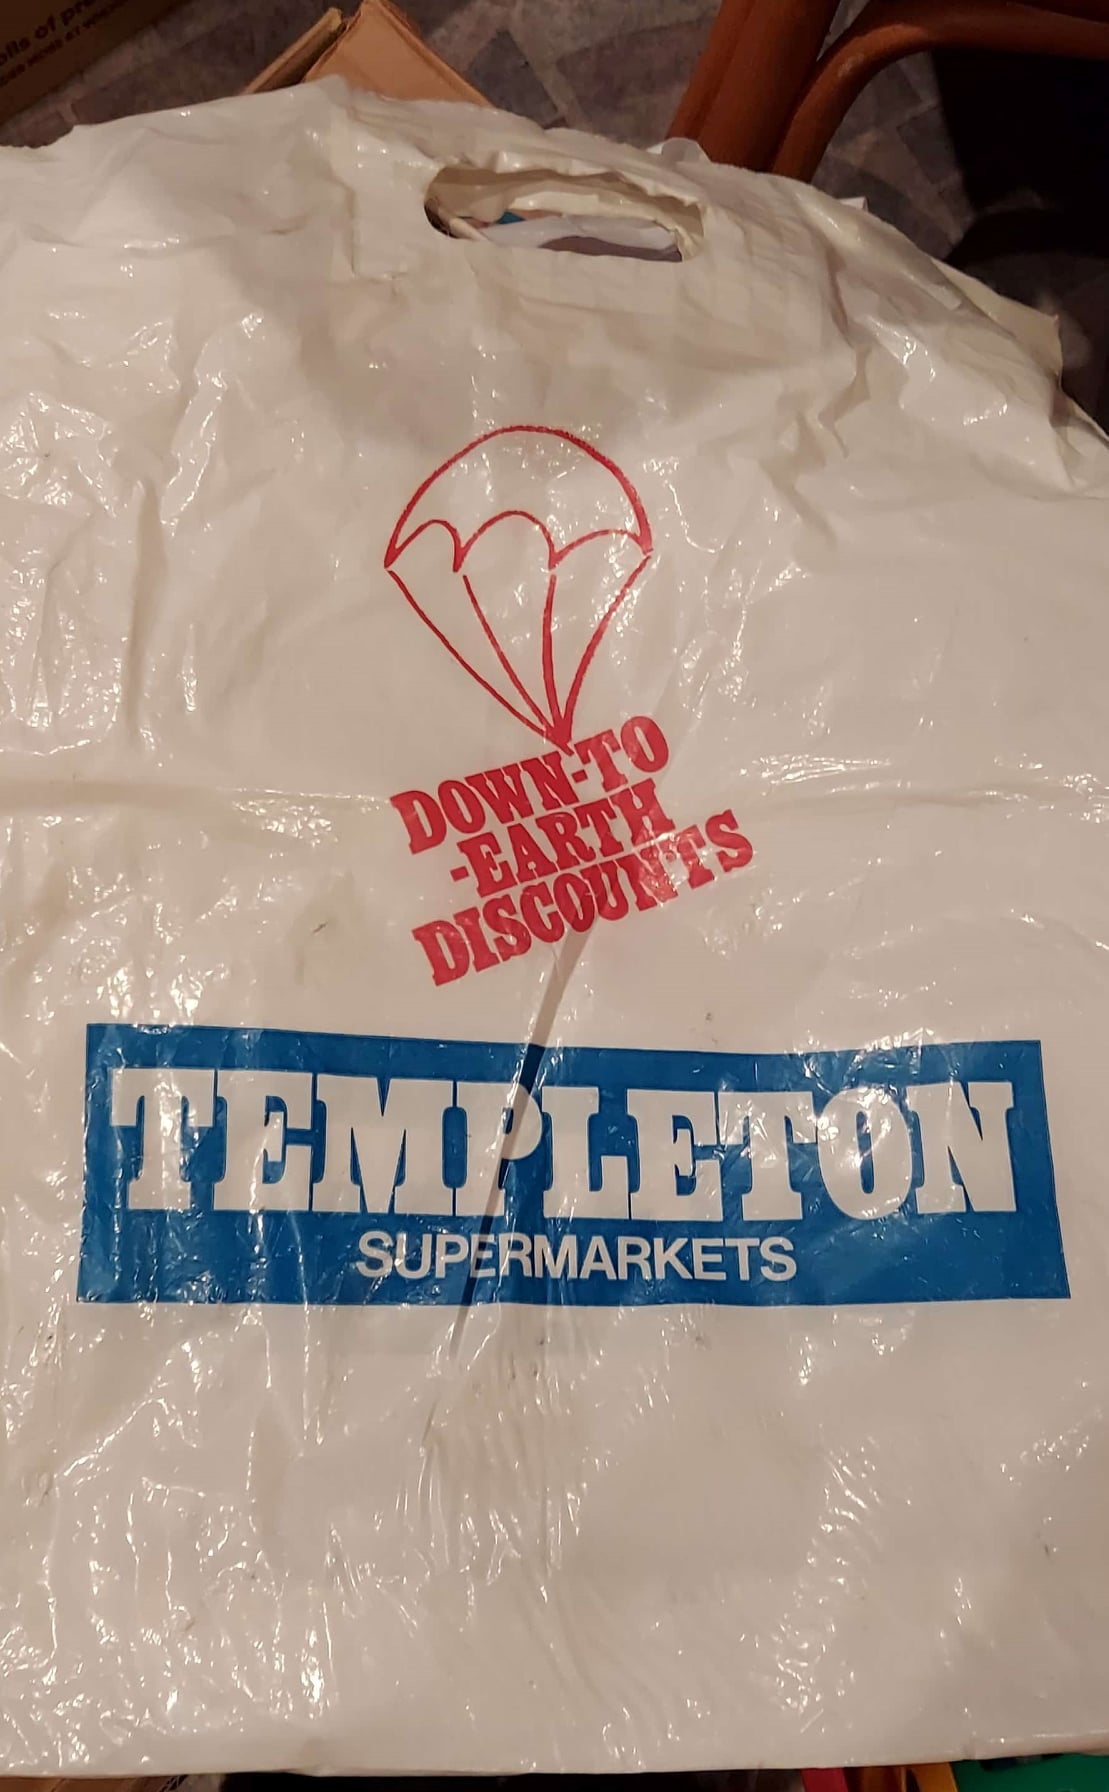 DOWN-TO
-EARTH
DISCOUNTS
TEMPLETON
SUPERMARKETS